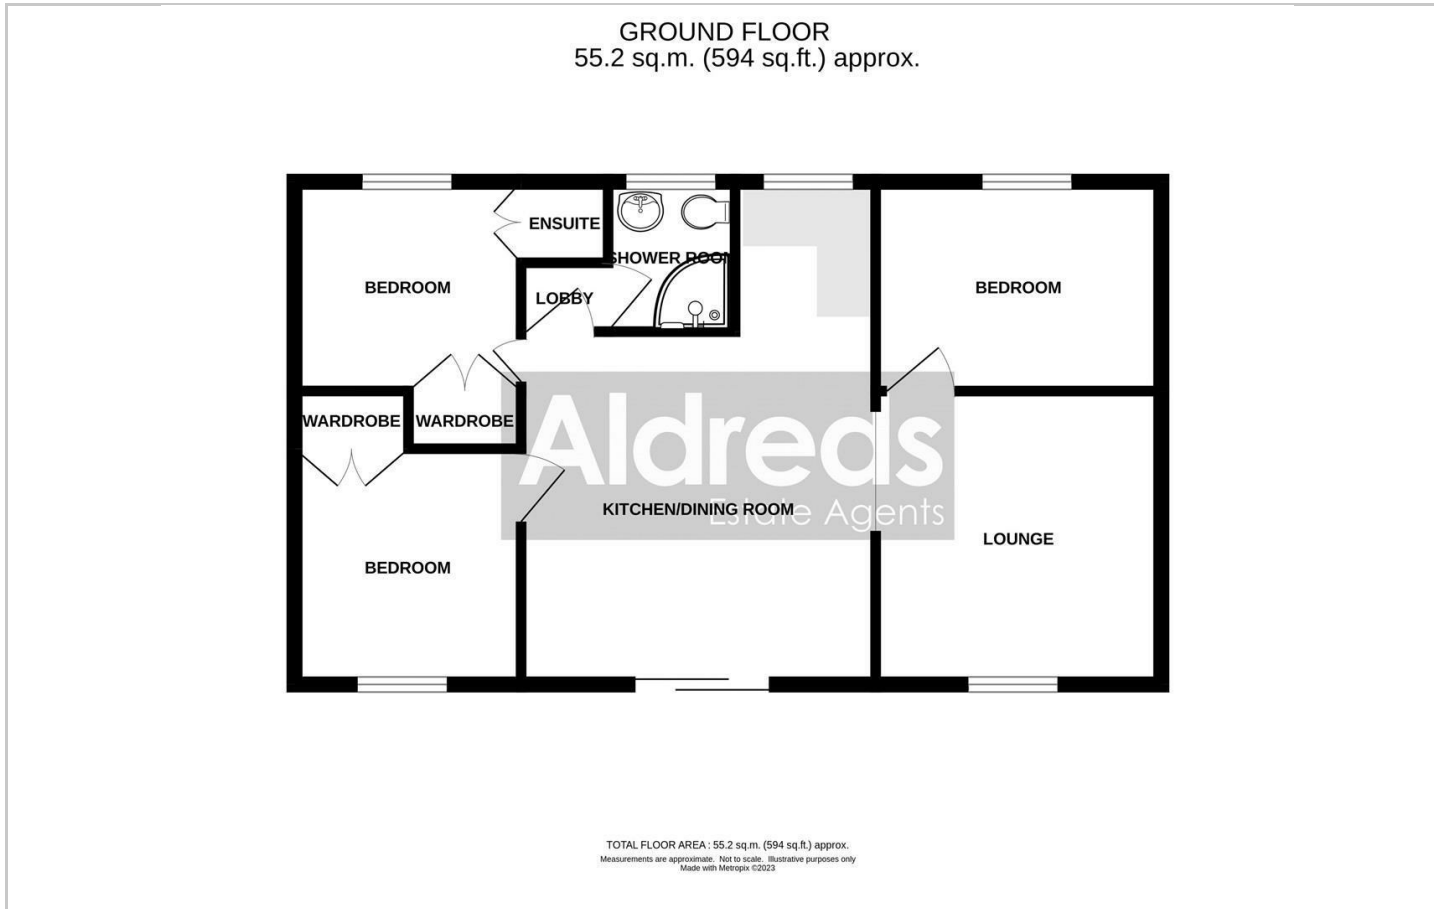 GROUND FLOOR
55.2 sq.m. (594 sq.ft.) approx.
ENSUITE
SHOWER ROOM
BEDROOM
LOBBY
BEDROOM
WARDROBE
WARDROBE
Aldreds
Estate Agents
KITCHEN/DINING ROOM
LOUNGE
BEDROOM
TOTAL FLOOR AREA : 55.2 sq.m. (594 sq.ft.) approx.
Measurements are approximate. Not to scale. Illustrative purposes only
Made with Metropix ©2023